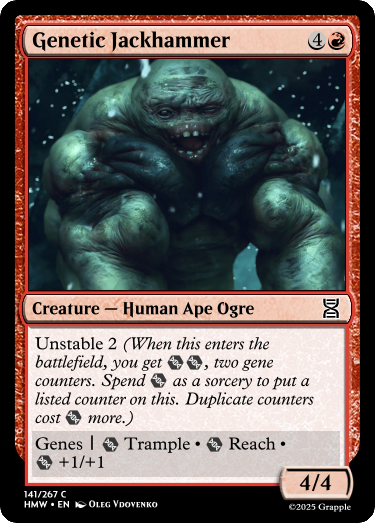 Genetic Jackhammer 4
Creature — Human Ape Ogre
Unstable 2 (When this enters the
battlefield, you get , two gene
counters. Spend as a sorcery to put a
listed counter on this. Duplicate counters
cost more.)
Genes | Trample • Reach •
+1/+1
4/4
141/267 C
HMW • EN Oleg Vdovenko
©2025 Grapple